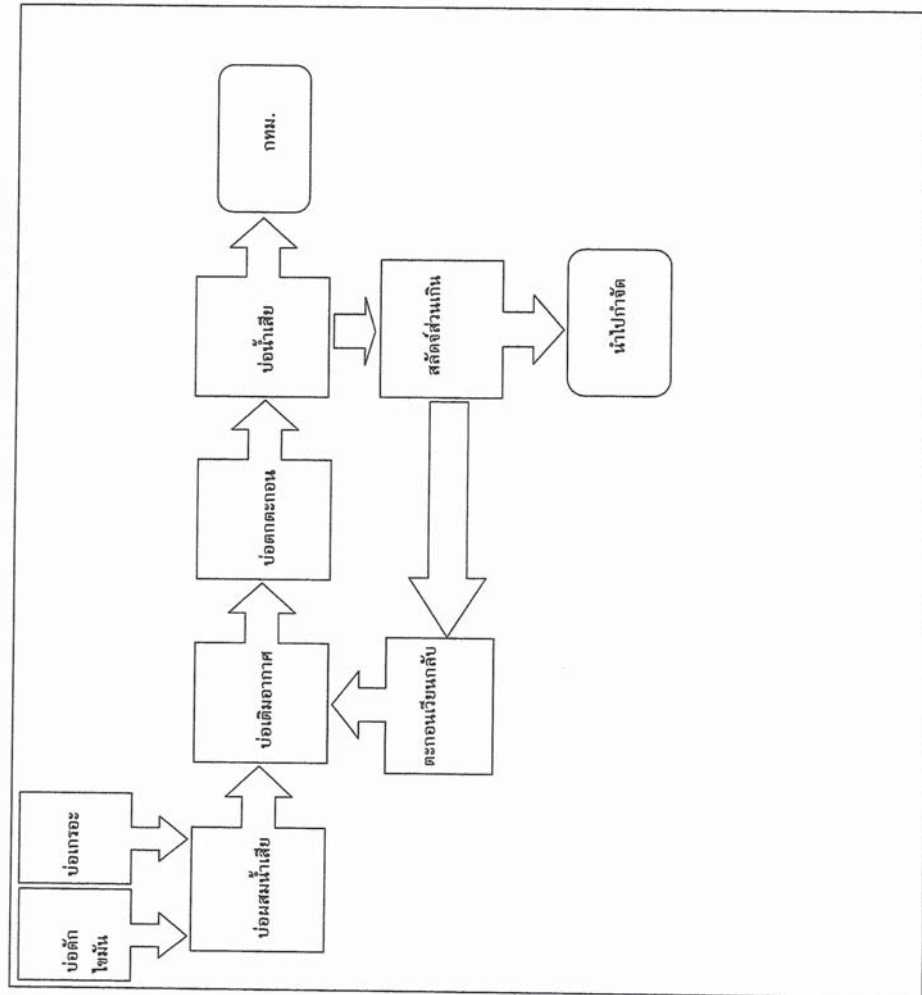 บ่อดัก
ไขมัน
บ่อเกรอะ
บ่อผสมน้ำเสีย
บ่อเติมอากาศ
บ่อตกตะกอน
บ่อน้ำเสีย
กทม.
ตะกอนเวียนกลับ
สลัดจ์ส่วนเกิน
นำไปกำจัด